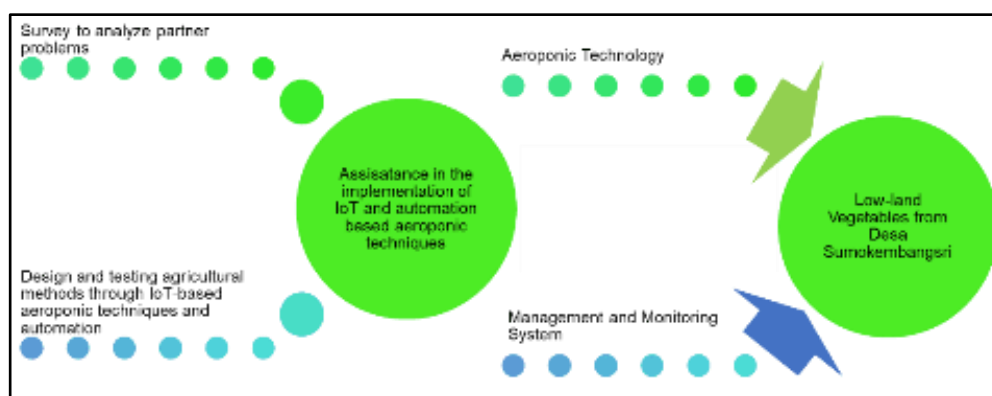 Survey to analyze partner
problems
Assisatance in the
implementation of
IoT and automation
based aeroponic
techniques
Design and testing agricultural
methods through IoT-based
aeroponic techniques and
automation
Aeroponic Technology
Management and Monitoring
System
Low-land
Vegetables from
Desa
Sumokembangsri